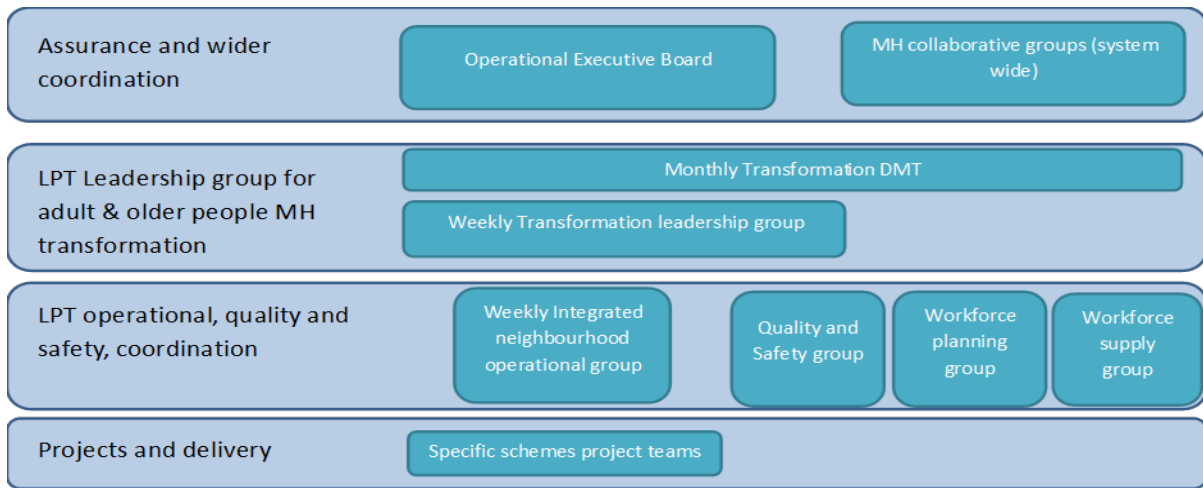 Assurance and wider
coordination
Operational Executive Board
MH collaborative groups (system
wide)
LPT Leadership group for
adult & older people MH
transformation
Monthly Transformation DMT
Weekly Transformation leadership group
LPT operational, quality and
safety, coordination
Weekly Integrated
neighbourhood
operational group
Quality and
Safety group
Workforce
planning
group
Workforce
supply
group
Projects and delivery
Specific schemes project teams